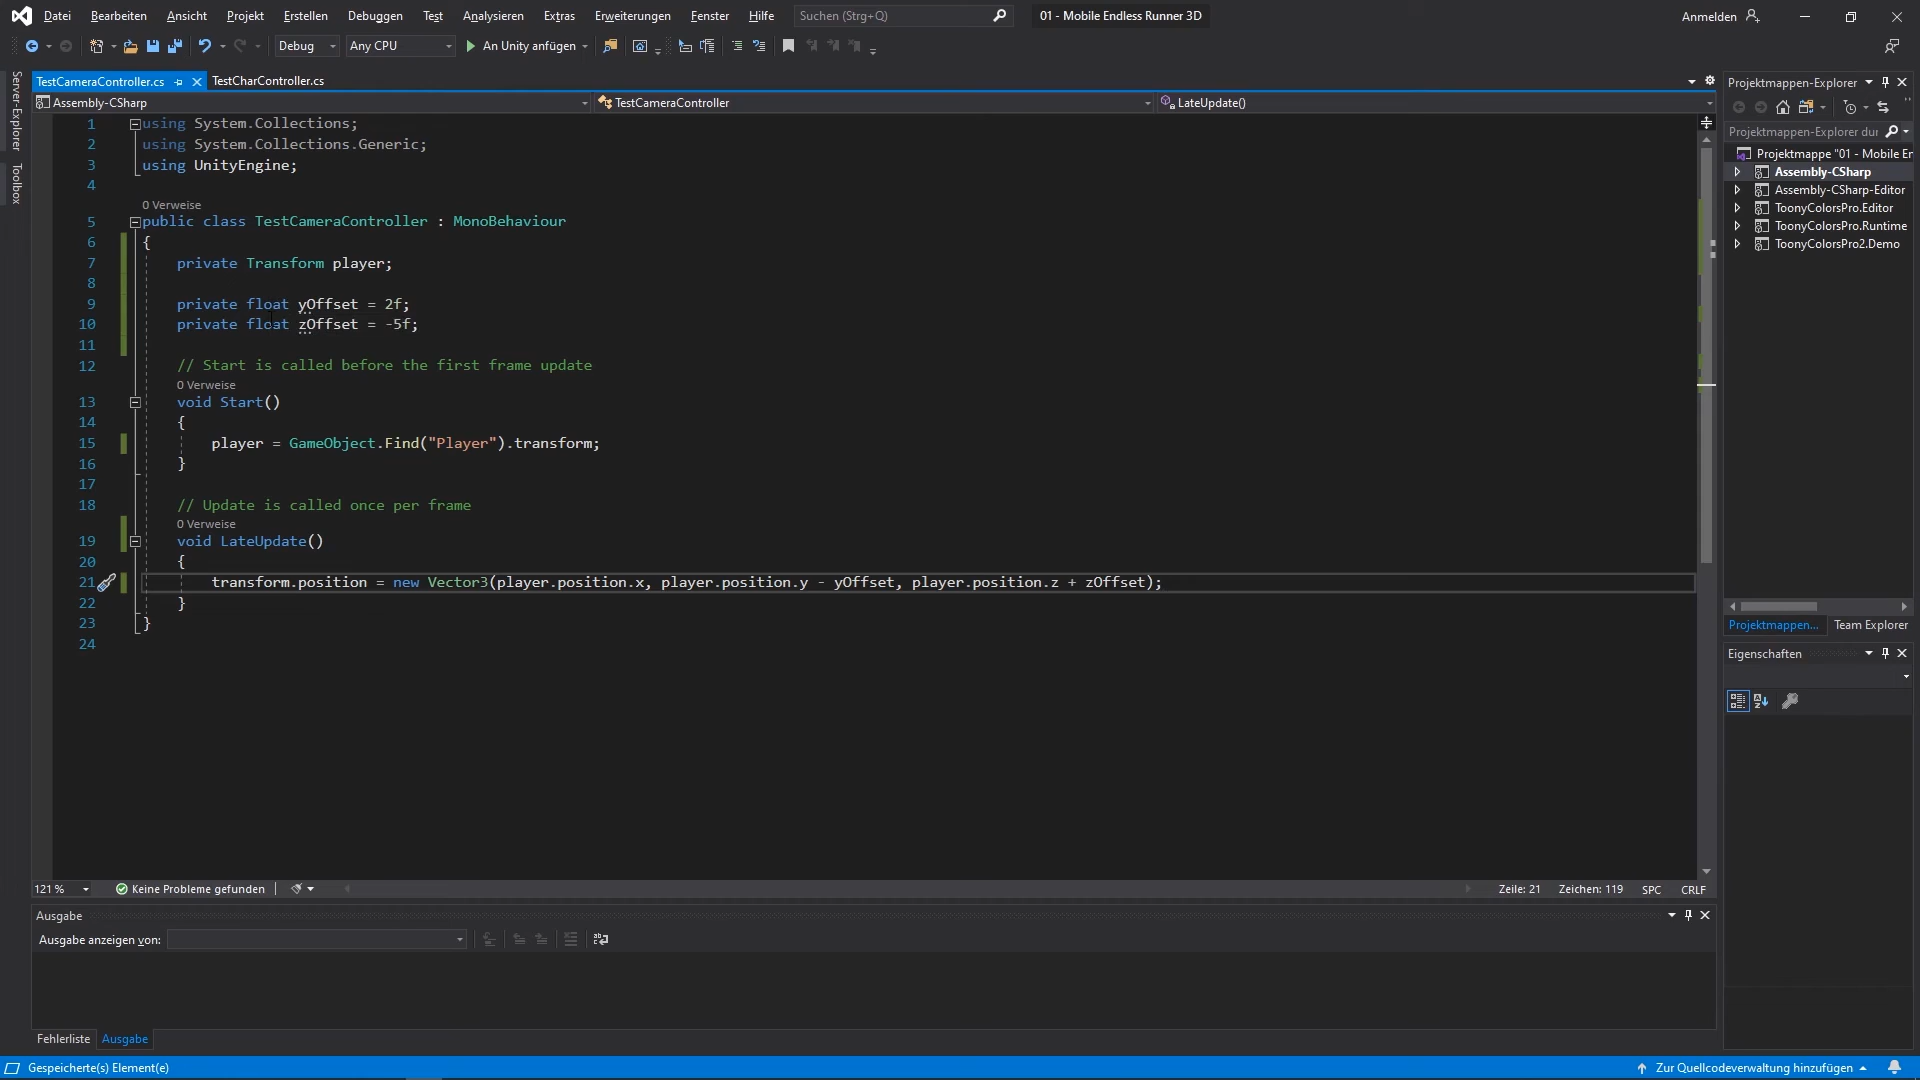 Datei Bearbeiten Ansicht Projekt Erstellen Debuggen Test Analysieren Extras Erweiterungen Fenster Hilfe Suchen (Strg+Q) 01 - Mobile Endless Runner 3D Anmelden
Debug Any CPU An Unity anfügen
Server-Explorer
Toolbox
TestCameraController.cs TestCharController.cs
Assembly-CSharp TestCameraController LateUpdate()
1 using System.Collections;
2 using System.Collections.Generic;
3 using UnityEngine;
4
0 Verweise
5 public class TestCameraController : MonoBehaviour
6 {
7 private Transform player;
8
9 private float yOffset = 2f;
10 private float zOffset = -5f;
11
12 // Start is called before the first frame update
0 Verweise
13 void Start()
14 {
15 player = GameObject.Find("Player").transform;
16 }
17
18 // Update is called once per frame
0 Verweise
19 void LateUpdate()
20 {
21 transform.position = new Vector3(player.position.x, player.position.y - yOffset, player.position.z + zOffset);
22 }
23 }
24
121 % Keine Probleme gefunden Zeile: 21 Zeichen: 119 SPC CRLF
Ausgabe
Ausgabe anzeigen von:
Fehlerliste Ausgabe
Projektmappen-Explorer
Projektmappen-Explorer dur
Projektmappe "01 - Mobile Er
Assembly-CSharp
Assembly-CSharp-Editor
ToonyColorsPro.Editor
ToonyColorsPro.Runtime
ToonyColorsPro2.Demo
Projektmappen... Team Explorer
Eigenschaften
Gespeicherte(s) Element(e) Zur Quellcodeverwaltung hinzufügen